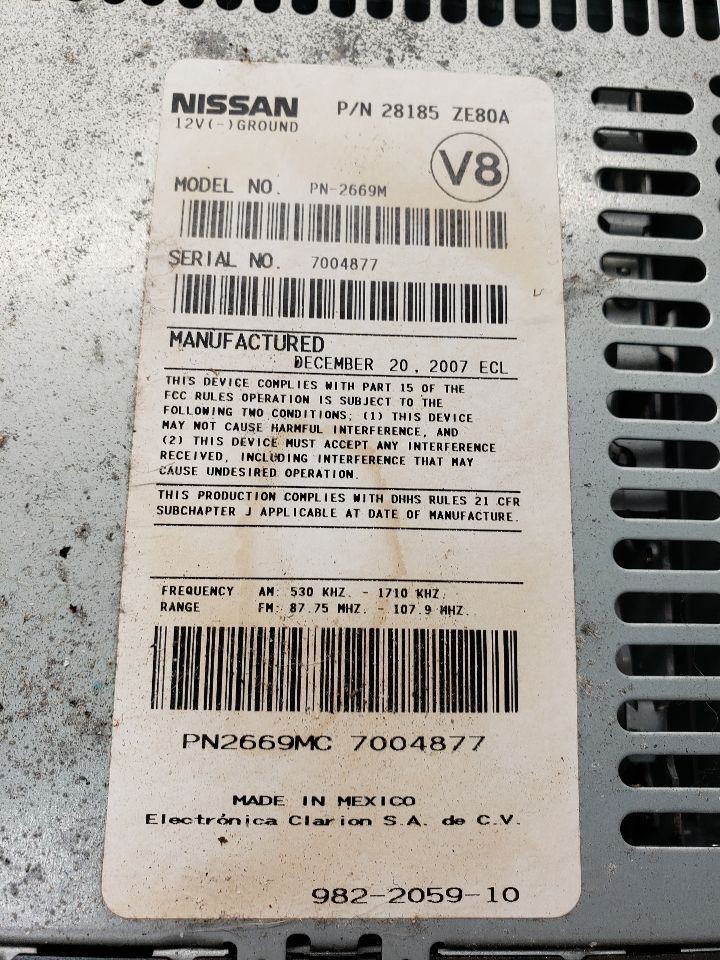 NISSAN P/N 28185 ZE80A
12V(-)GROUND
V8
MODEL NO. PN-2669M
SERIAL NO. 7004877
MANUFACTURED
DECEMBER 20, 2007 ECL
THIS DEVICE COMPLIES WITH PART 15 OF THE
FCC RULES OPERATION IS SUBJECT TO THE
FOLLOWING TWO CONDITIONS; (1) THIS DEVICE
MAY NOT CAUSE HARMFUL INTERFERENCE, AND
(2) THIS DEVICE MUST ACCEPT ANY INTERFERENCE
RECEIVED, INCLUDING INTERFERENCE THAT MAY
CAUSE UNDESIRED OPERATION.
THIS PRODUCTION COMPLIES WITH DHHS RULES 21 CFR
SUBCHAPTER J APPLICABLE AT DATE OF MANUFACTURE.
FREQUENCY AM: 530 KHZ. - 1710 KHZ.
RANGE FM: 87.75 MHZ. - 107.9 MHZ.
PN2669MC 7004877
MADE IN MEXICO
Electrónica Clarion S.A. de C.V.
982-2059-10